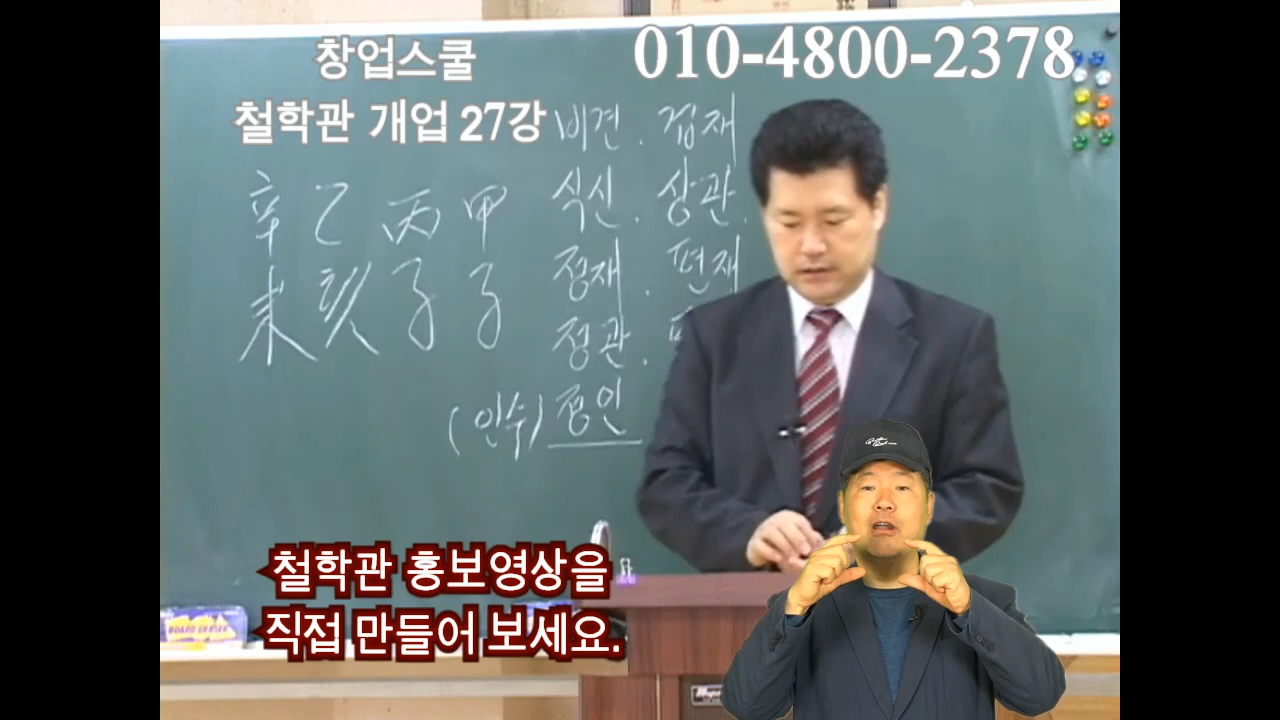 창업스쿨
010-4800-2378
철학관 개업 27강
비견 . 겁재
식신 . 상관 .
정재 . 편재
정관 .
(인수) 정인
辛 乙 丙 甲
未 亥 子 子
철학관 홍보영상을
직접 만들어 보세요.
BOARD ERASER